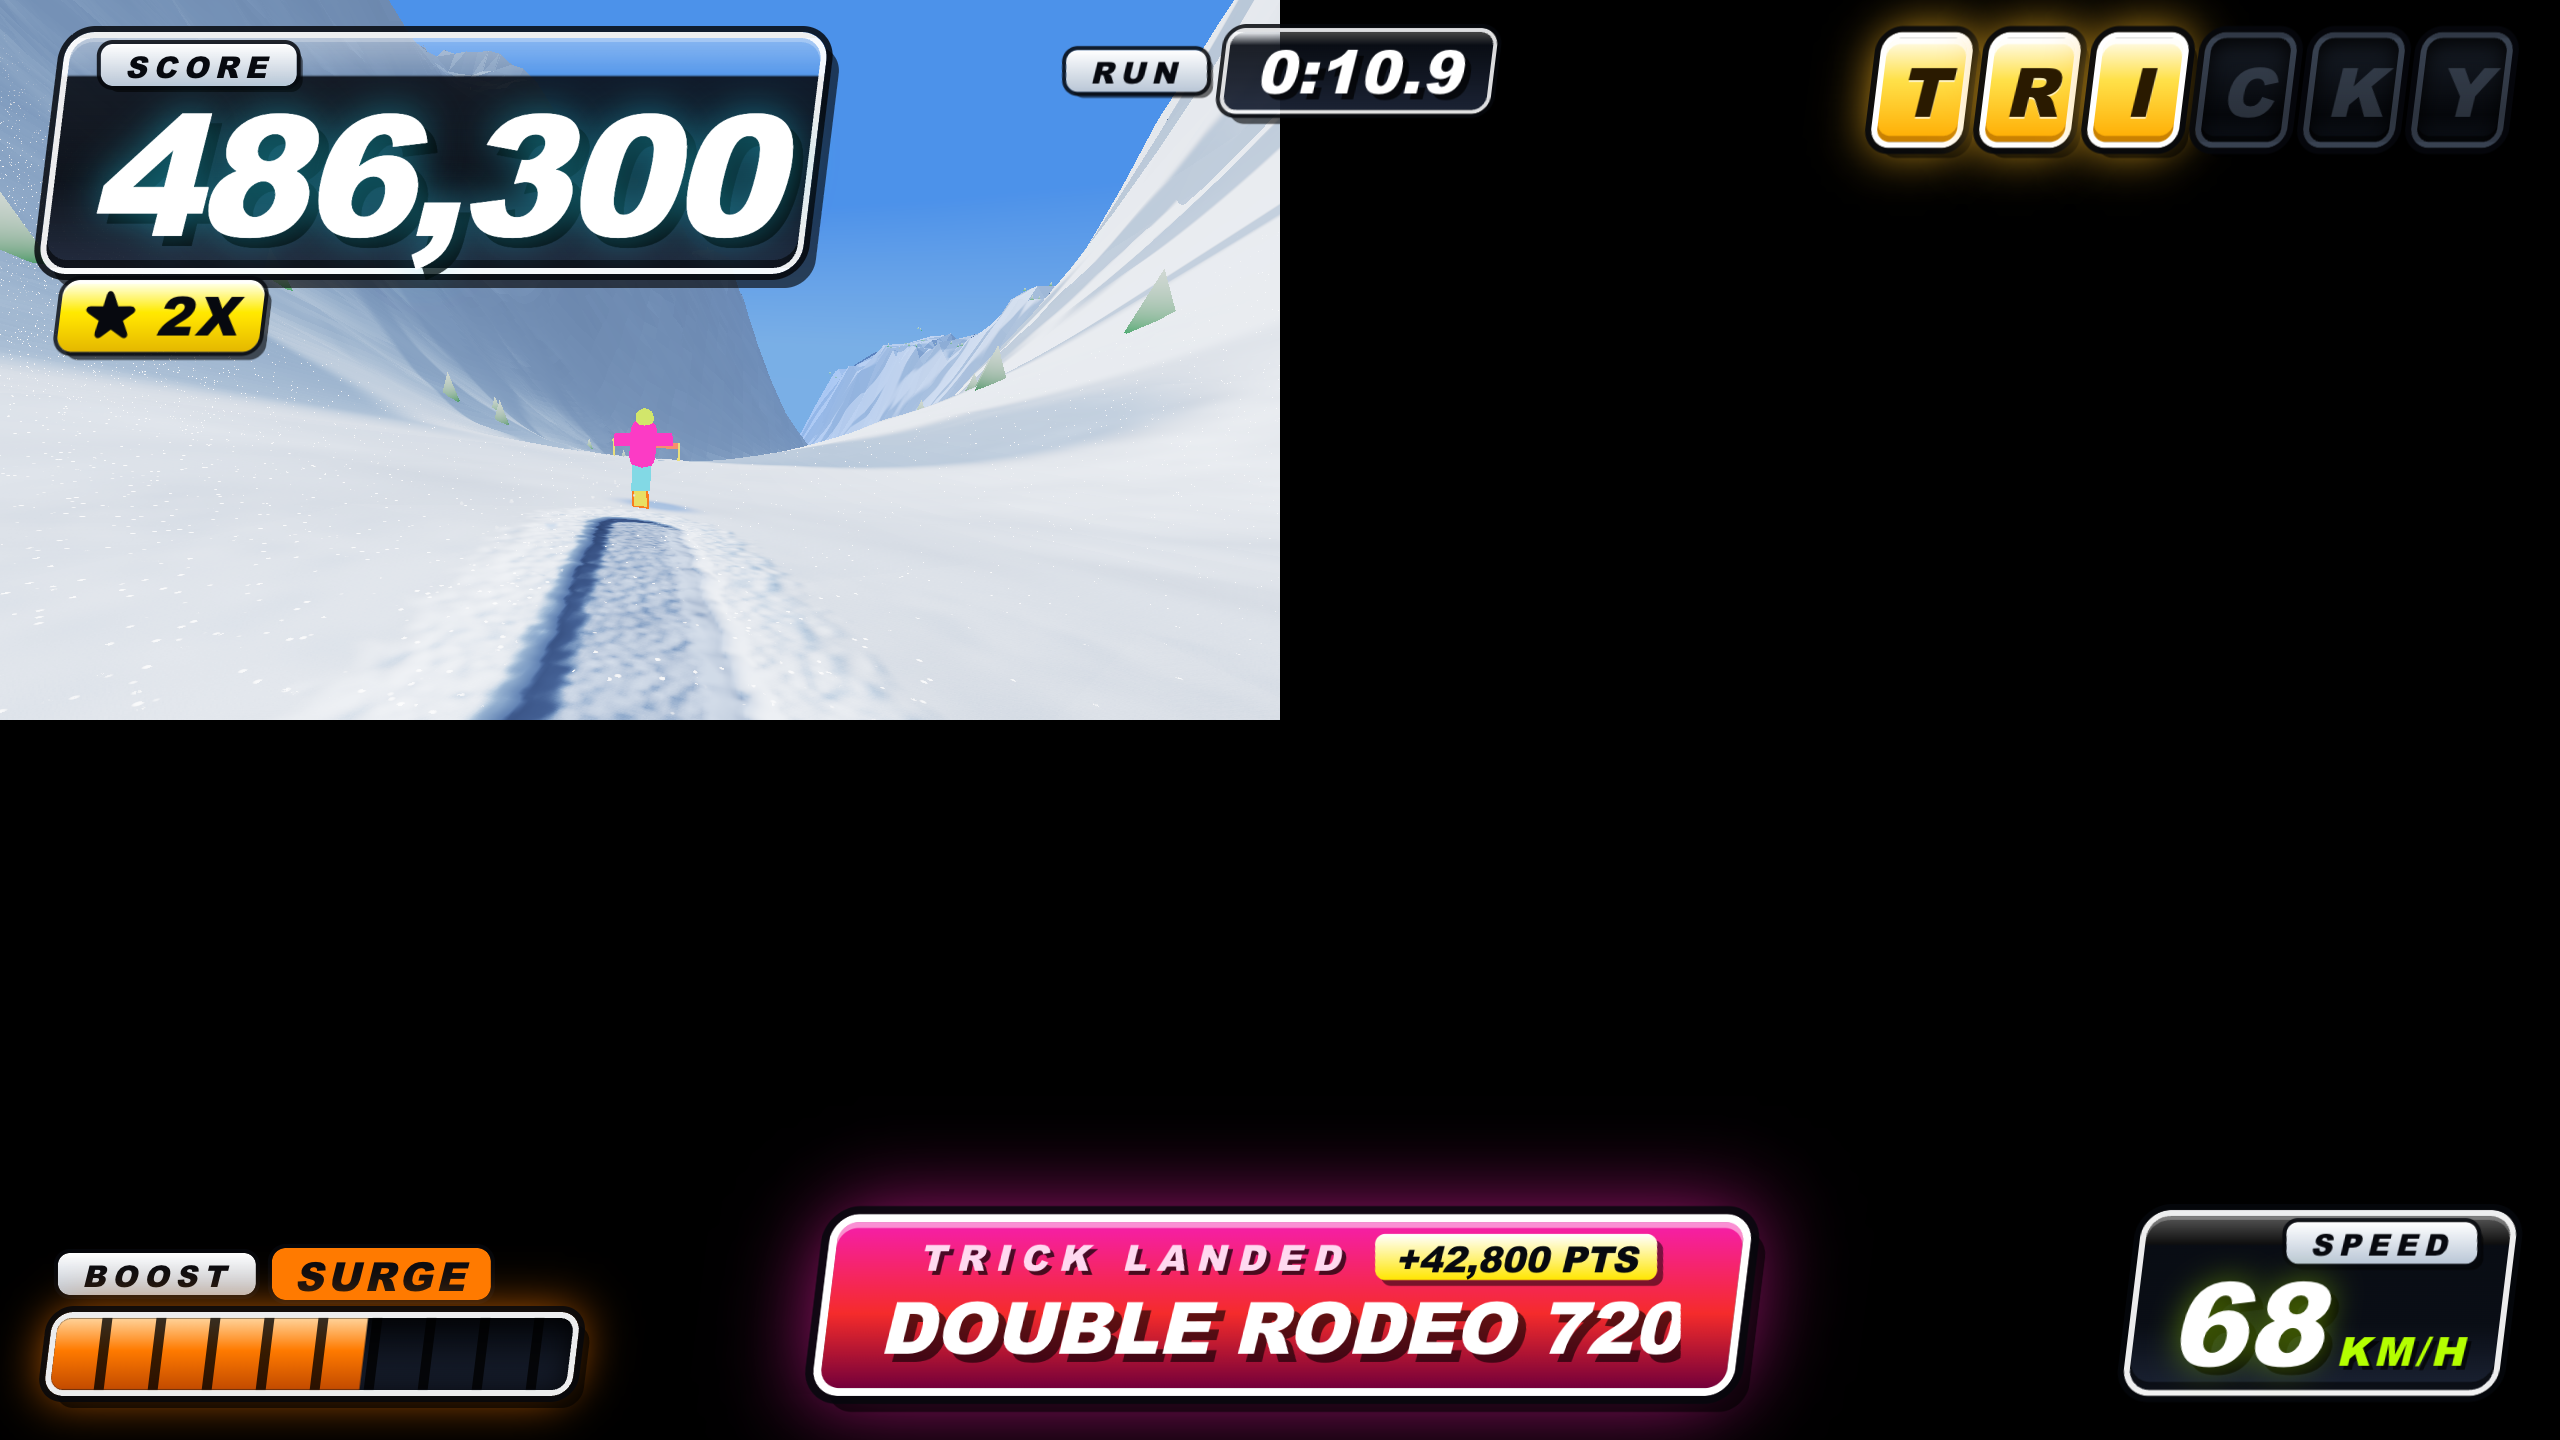 SCORE
486,300
★ 2X
RUN 0:10.9
TRICKY
BOOST SURGE
TRICK LANDED +42,800 PTS
DOUBLE RODEO 720
SPEED
68 KM/H